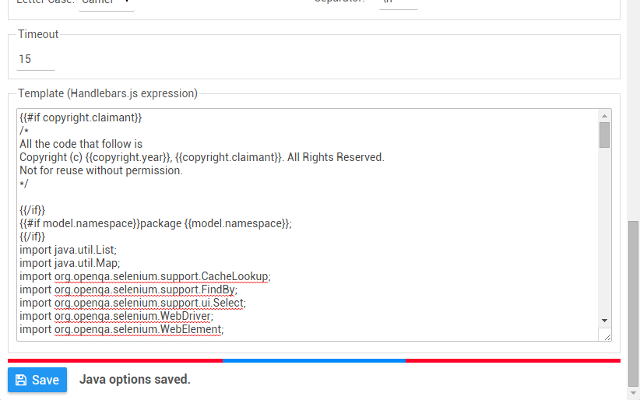 Letter Case: Camel
Separator: \n
Timeout
15
Template (Handlebars.js expression)
{{#if copyright.claimant}}
/*
All the code that follow is
Copyright (c) {{copyright.year}}, {{copyright.claimant}}. All Rights Reserved.
Not for reuse without permission.
*/
{{/if}}
{{#if model.namespace}}package {{model.namespace}};
{{/if}}
import java.util.List;
import java.util.Map;
import org.openqa.selenium.support.CacheLookup;
import org.openqa.selenium.support.FindBy;
import org.openqa.selenium.support.ui.Select;
import org.openqa.selenium.WebDriver;
import org.openqa.selenium.WebElement;
Save
Java options saved.